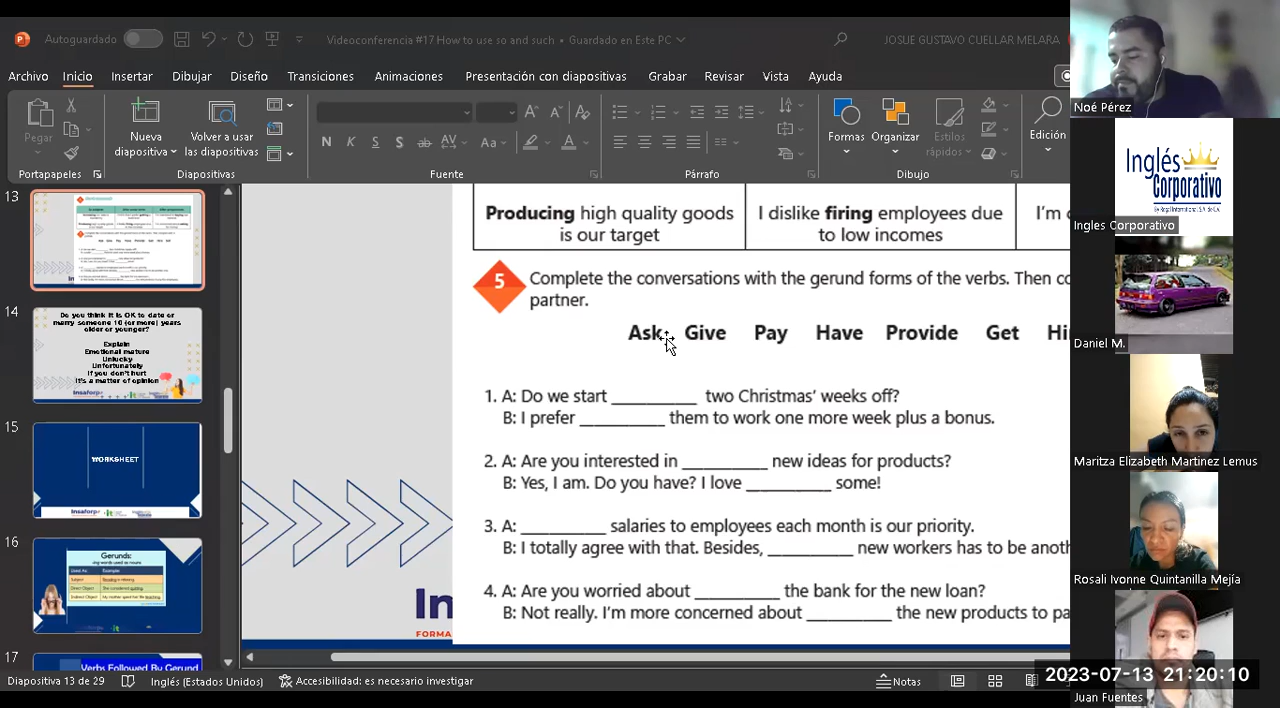 Autoguardado
Videoconferencia #17 How to use so and such • Guardado en Este PC
JOSUE GUSTAVO CUELLAR MELARA
Archivo Inicio Insertar Dibujar Diseño Transiciones Animaciones Presentación con diapositivas Grabar Revisar Vista Ayuda
Pegar
Nueva diapositiva
Volver a usar las diapositivas
Formas
Organizar
Estilos rápidos
Edición
Portapapeles
Diapositivas
Fuente
Párrafo
Dibujo
13
14
Do you think it is OK to date or
marry someone 10 (or more) years
older or younger?
Explain
Emotional mature
Unlucky
Unfortunately
If you don't hurt
It's a matter of opinion
15
WORKSHEET
16
Gerunds:
-ing words used as nouns
17
Verbs Followed By Gerund
Producing high quality goods
is our target
I dislike firing employees due
to low incomes
I'm
5
Complete the conversations with the gerund forms of the verbs. Then
partner.
Ask Give Pay Have Provide Get
1. A: Do we start __________ two Christmas' weeks off?
B: I prefer __________ them to work one more week plus a bonus.
2. A: Are you interested in __________ new ideas for products?
B: Yes, I am. Do you have? I love __________ some!
3. A: __________ salaries to employees each month is our priority.
B: I totally agree with that. Besides, __________ new workers has to be
4. A: Are you worried about __________ the bank for the new loan?
B: Not really. I'm more concerned about __________ the new products to
Diapositiva 13 de 29
Inglés (Estados Unidos)
Accesibilidad: es necesario investigar
Notas
Noé Pérez
Inglés
Corporativo
Ingles Corporativo
Daniel M.
Maritza Elizabeth Martinez Lemus
Rosali Ivonne Quintanilla Mejía
2023-07-13 21:20:10
Juan Fuentes